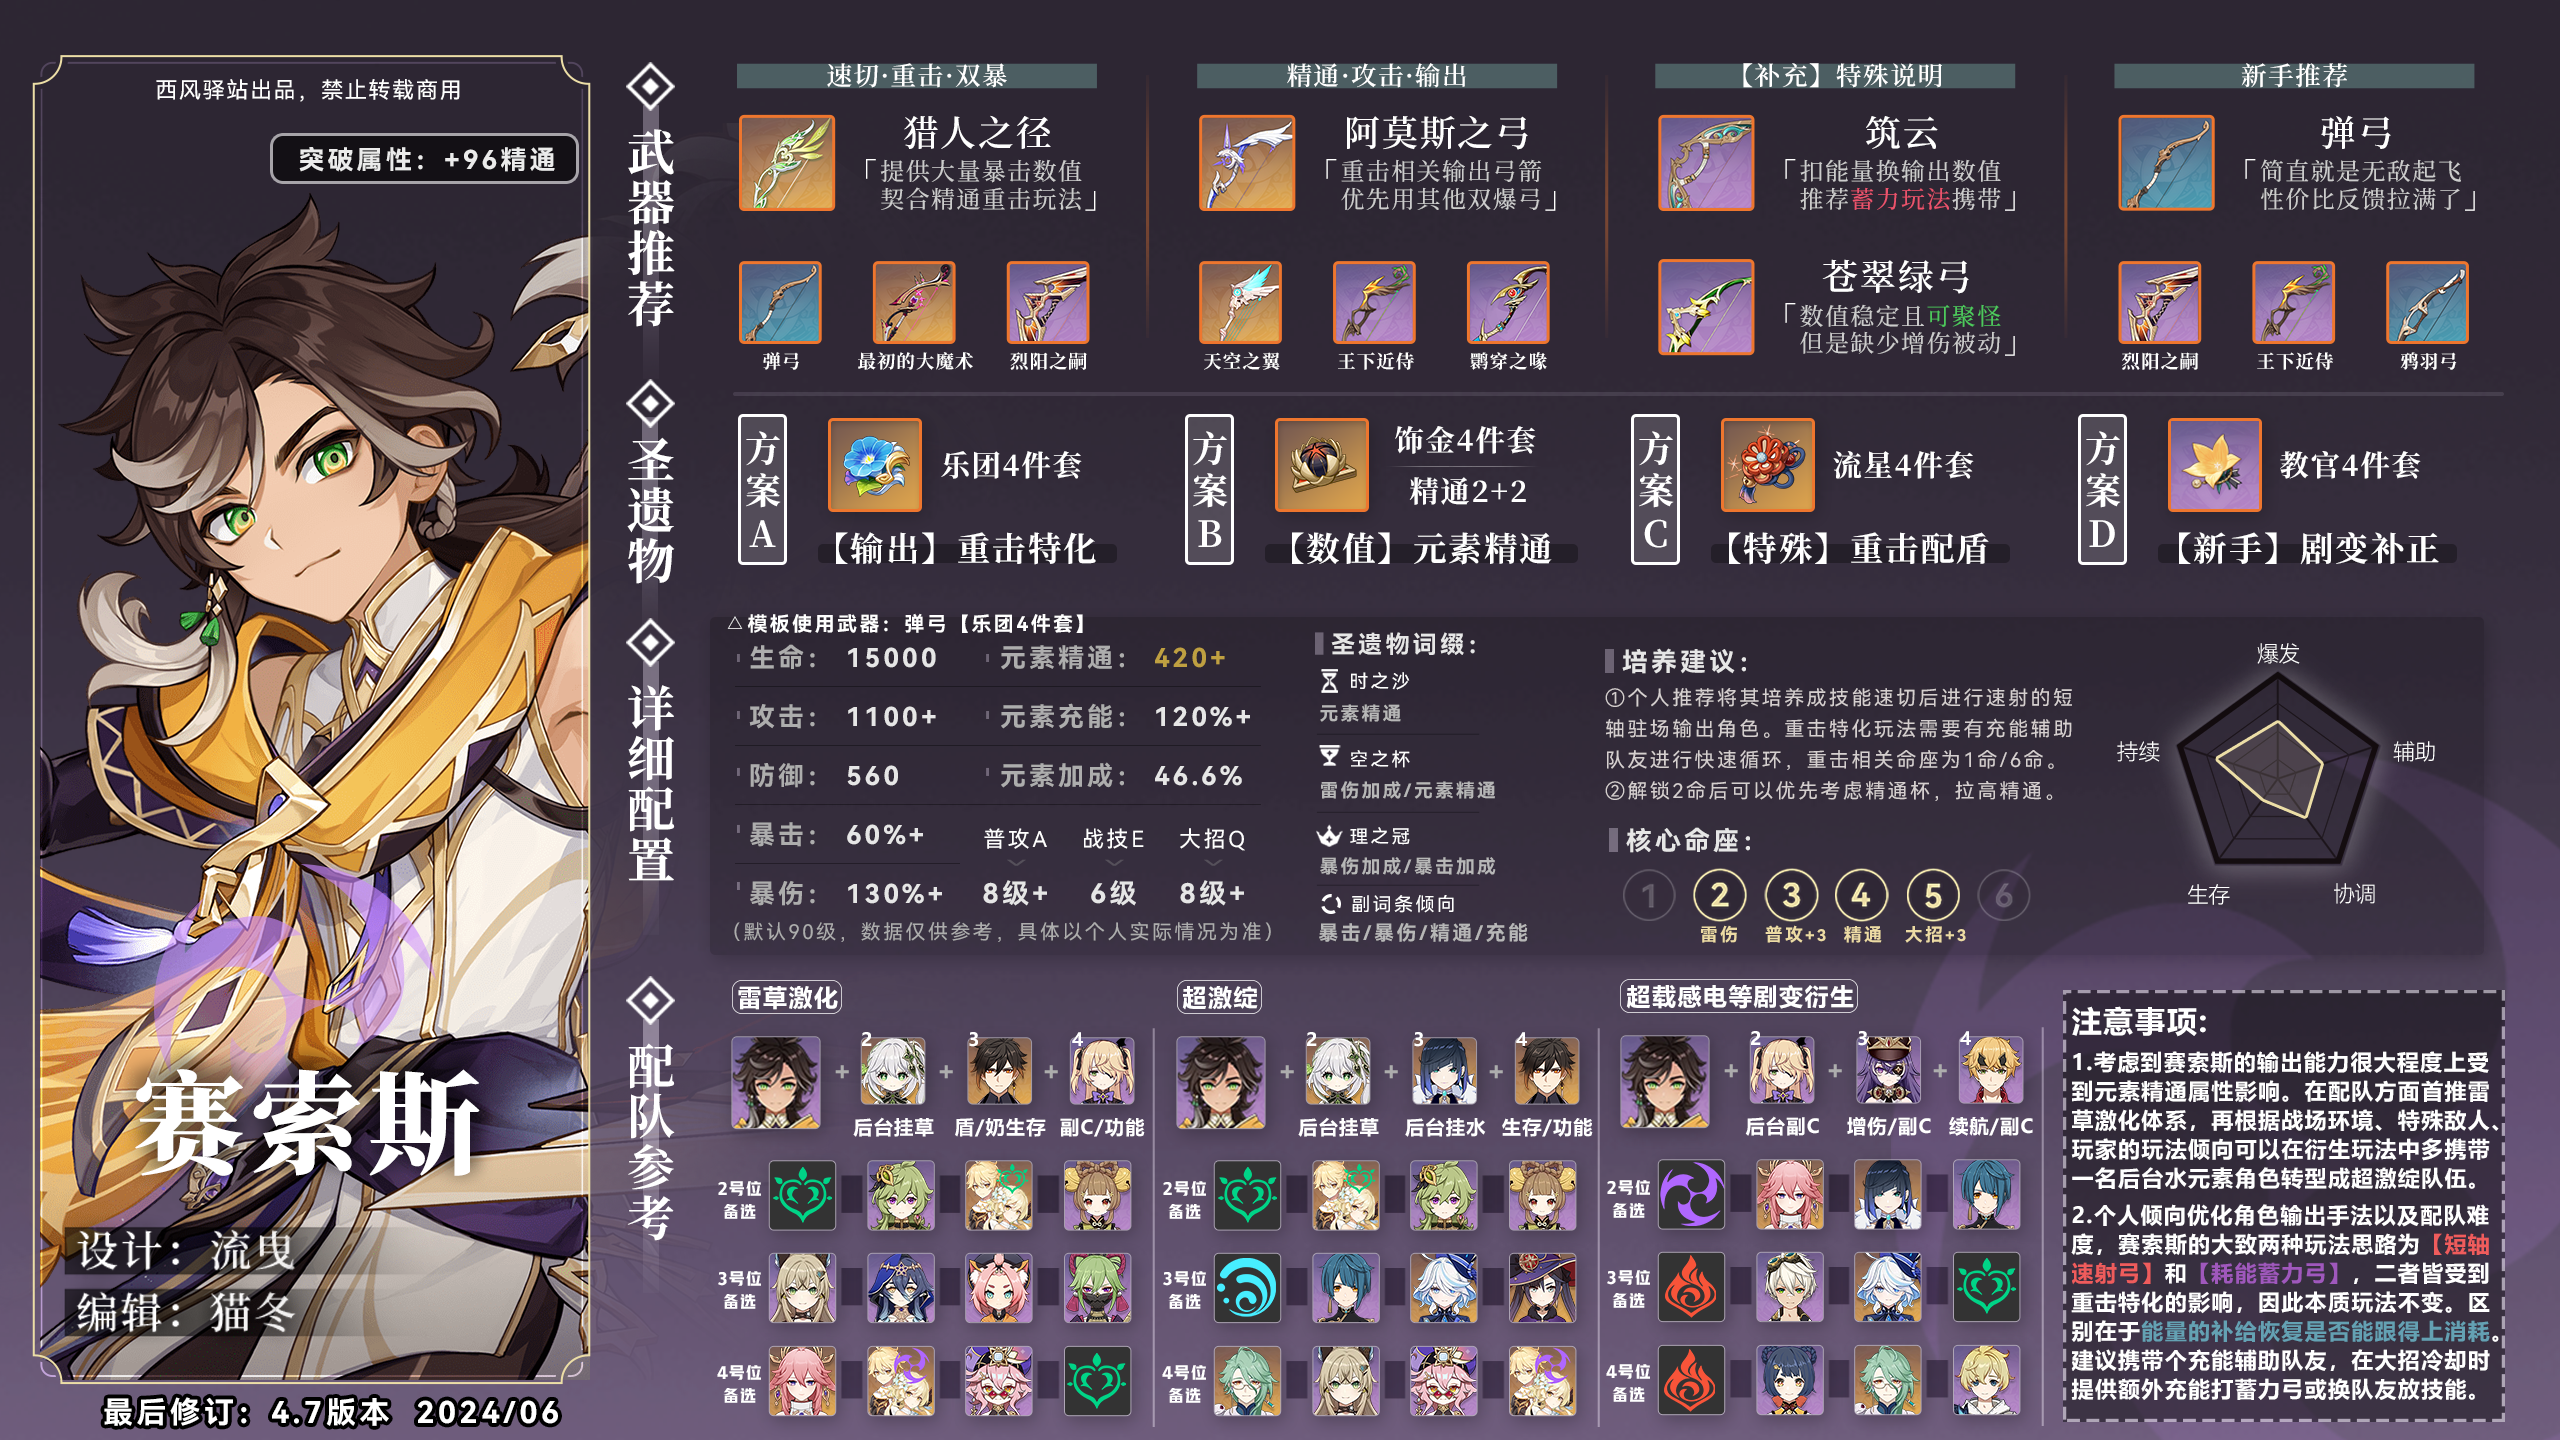 西风驿站出品，禁止转载商用
突破属性：+96精通
赛索斯
设计：流曳
编辑：猫冬
最后修订：4.7版本 2024/06
武器推荐
速切·重击·双暴
猎人之径
「提供大量暴击数值
契合精通重击玩法」
弹弓
最初的大魔术
烈阳之嗣
精通·攻击·输出
阿莫斯之弓
「重击相关输出弓箭
优先用其他双爆弓」
天空之翼
王下近侍
鹮穿之喙
【补充】特殊说明
筑云
「扣能量换输出数值
推荐蓄力玩法携带」
苍翠绿弓
「数值稳定且可聚怪
但是缺少增伤被动」
新手推荐
弹弓
「简直就是无敌起飞
性价比反馈拉满了」
烈阳之嗣
王下近侍
鸦羽弓
圣遗物
方案A
乐团4件套
【输出】重击特化
方案B
饰金4件套
精通2+2
【数值】元素精通
方案C
流星4件套
【特殊】重击配盾
方案D
教官4件套
【新手】剧变补正
详细配置
△模板使用武器：弹弓【乐团4件套】
生命： 15000
元素精通： 420+
攻击： 1100+
元素充能： 120%+
防御： 560
元素加成： 46.6%
暴击： 60%+
普攻A 战技E 大招Q
暴伤： 130%+
8级+ 6级 8级+
（默认90级，数据仅供参考，具体以个人实际情况为准）
圣遗物词缀：
时之沙
元素精通
空之杯
雷伤加成/元素精通
理之冠
暴伤加成/暴击加成
副词条倾向
暴击/暴伤/精通/充能
培养建议：
①个人推荐将其培养成技能速切后进行速射的短
轴驻场输出角色。重击特化玩法需要有充能辅助
队友进行快速循环，重击相关命座为1命/6命。
②解锁2命后可以优先考虑精通杯，拉高精通。
核心命座：
1 2 3 4 5 6
雷伤 普攻+3 精通 大招+3
爆发
辅助
协调
生存
持续
配队参考
雷草激化
2 3 4
+ + +
后台挂草 盾/奶生存 副C/功能
2号位
备选
3号位
备选
4号位
备选
超激绽
2 3 4
+ + +
后台挂草 后台挂水 生存/功能
2号位
备选
3号位
备选
4号位
备选
超载感电等剧变衍生
2 3 4
+ + +
后台副C 增伤/副C 续航/副C
2号位
备选
3号位
备选
4号位
备选
注意事项:
1.考虑到赛索斯的输出能力很大程度上受
到元素精通属性影响。在配队方面首推雷
草激化体系，再根据战场环境、特殊敌人、
玩家的玩法倾向可以在衍生玩法中多携带
一名后台水元素角色转型成超激绽队伍。
2.个人倾向优化角色输出手法以及配队难
度，赛索斯的大致两种玩法思路为【短轴
速射弓】和【耗能蓄力弓】，二者皆受到
重击特化的影响，因此本质玩法不变。区
别在于能量的补给恢复是否能跟得上消耗。
建议携带个充能辅助队友，在大招冷却时
提供额外充能打蓄力弓或换队友放技能。